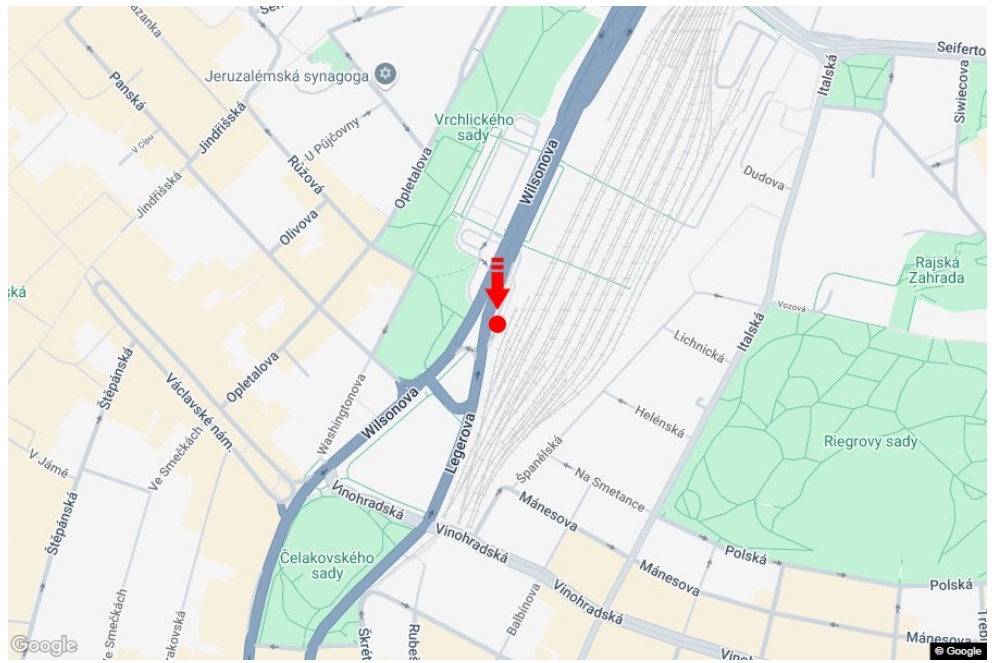 Seiferto
Siwiecova
Italská
Jeruzalémská synagoga
Panská
Jindřišská
V Cípu
U Půjčovny
Vrchlického
sady
Wilsonova
Růžová
Opletalova
Jindřišská
Olivova
Dudova
Rajská
Zahrada
Vozová
Lichnická
Italská
Štěpánská
Václavské nám.
Opletalova
Washingtonova
Wilsonova
Legerova
Helénská
Riegrovy sady
Španělská
Na Smetance
V Jámě
Ve Smečkách
Vinohradská
Mánesova
Vinohradská
Štěpánská
Čelakovského
sady
Polská
Mánesova
Polská
Vinohradská
Balbínova
Ve Smečkách
Mánesova
Google
© Google